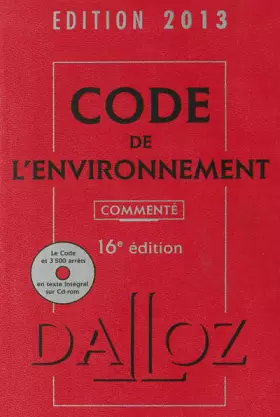 EDITION 2013
CODE
DE
L'ENVIRONNEMENT
COMMENTÉ
16e édition
Le Code
et 3 500 arrêts
en texte intégral
sur Cd-rom
DALLOZ